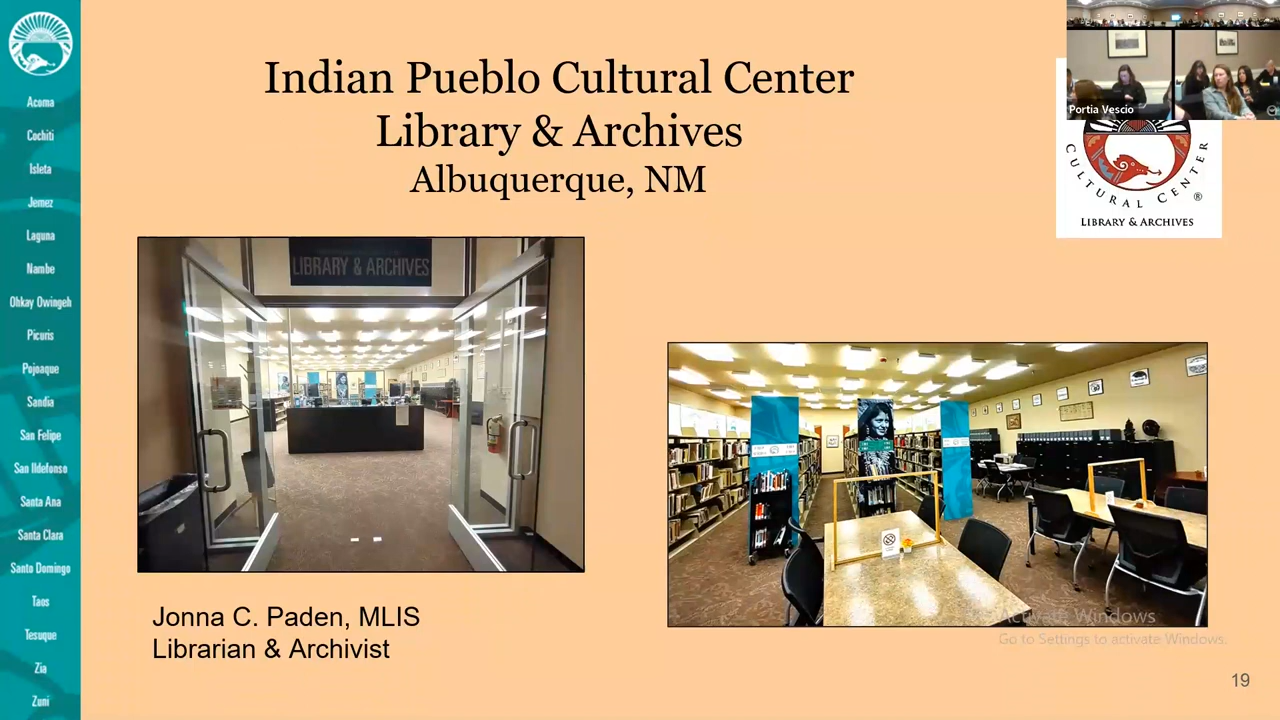 Indian Pueblo Cultural Center
Library & Archives
Albuquerque, NM
Acoma
Cochiti
Isleta
Jemez
Laguna
Nambe
Ohkay Owingeh
Picuris
Pojoaque
Sandia
San Felipe
San Ildefonso
Santa Ana
Santa Clara
Santo Domingo
Taos
Tesuque
Zia
Zuni
Portia Vescio
CULTURAL CENTER
®
LIBRARY & ARCHIVES
LIBRARY & ARCHIVES
Jonna C. Paden, MLIS
Librarian & Archivist
Activate Windows
Go to Settings to activate Windows.
19